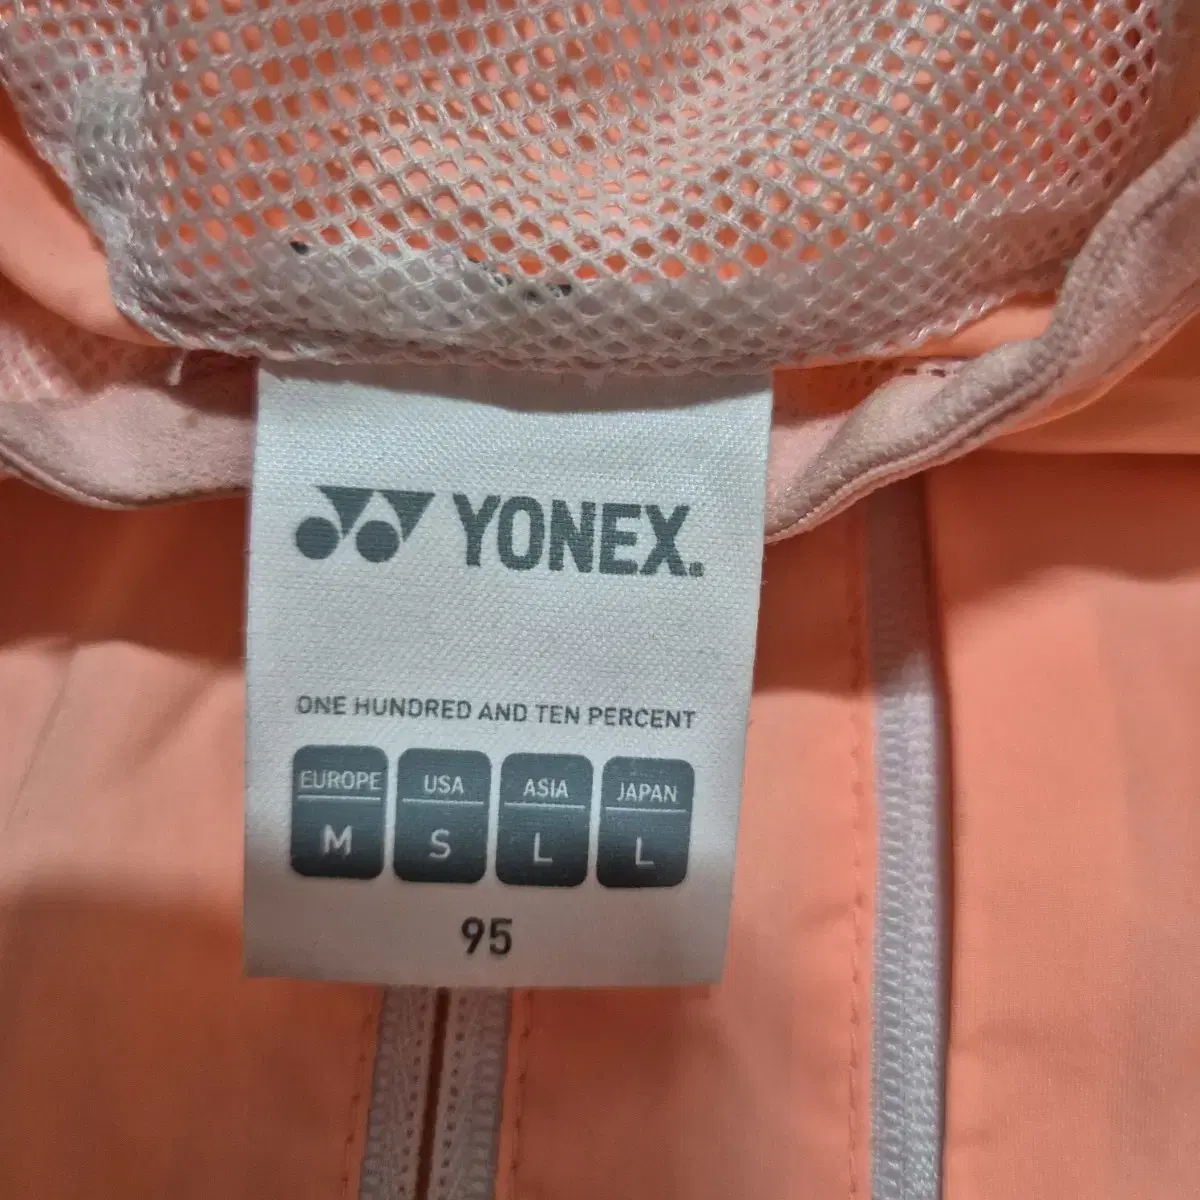 YONEX.
ONE HUNDRED AND TEN PERCENT
EUROPE USA ASIA JAPAN
M S L L
95